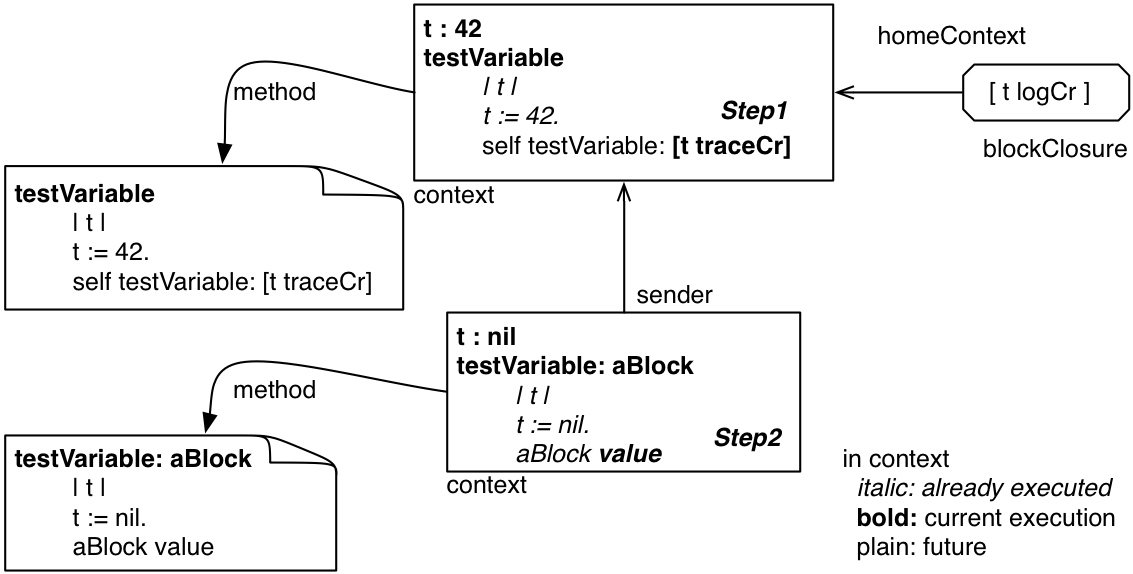 t : 42
testVariable
| t |
t := 42.
Step1
self testVariable: [t traceCr]
context
homeContext
[ t logCr ]
blockClosure
method
testVariable
| t |
t := 42.
self testVariable: [t traceCr]
sender
t : nil
testVariable: aBlock
| t |
t := nil.
Step2
aBlock value
context
method
testVariable: aBlock
| t |
t := nil.
aBlock value
in context
italic: already executed
bold: current execution
plain: future